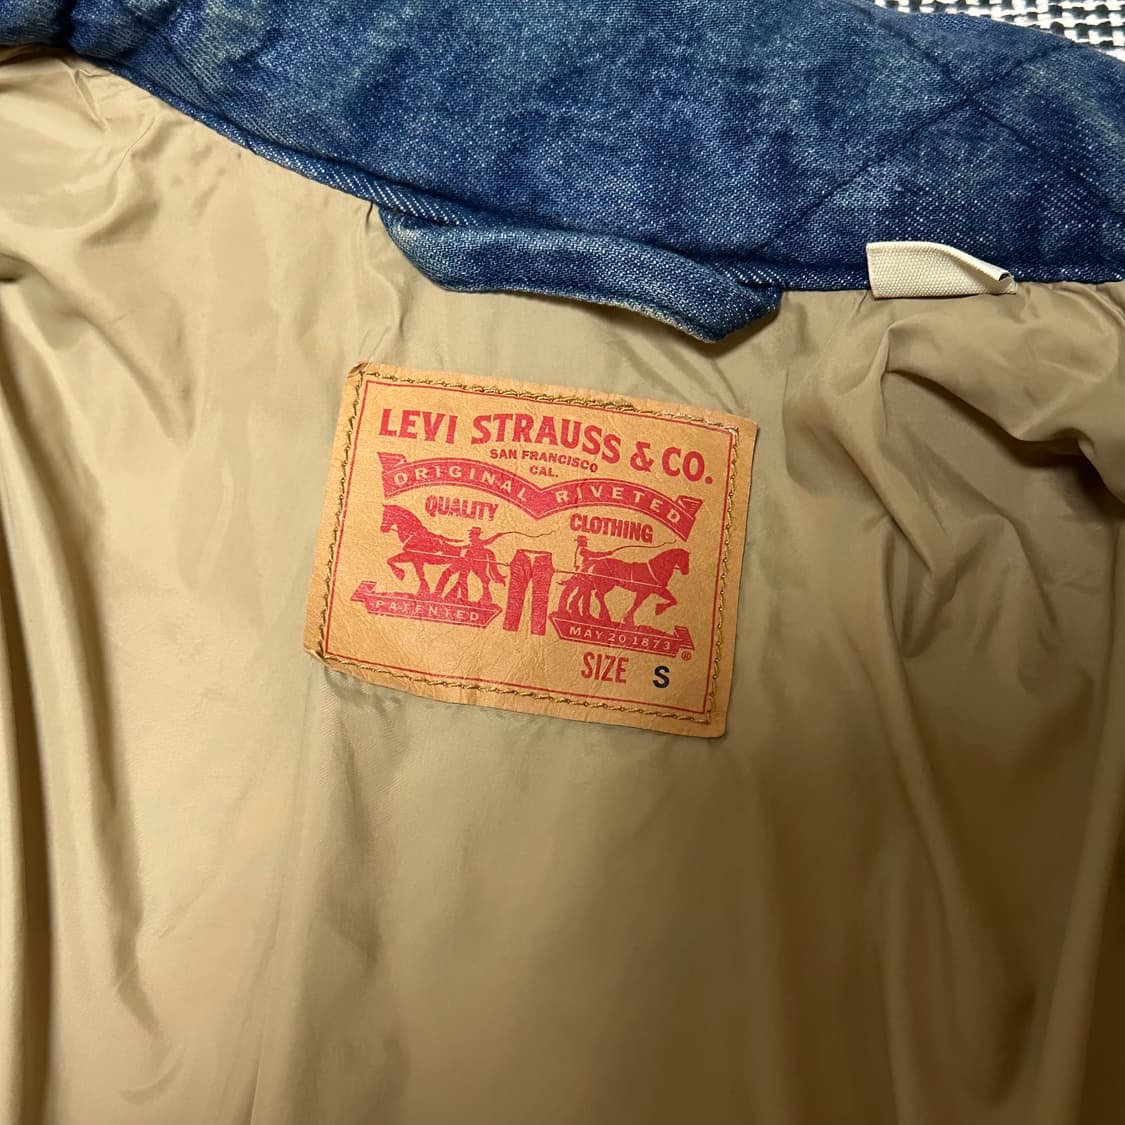 LEVI STRAUSS & CO.
SAN FRANCISCO
CAL.
ORIGINAL RIVETED
QUALITY CLOTHING
PATENTED MAY 20 1873 ®
SIZE S